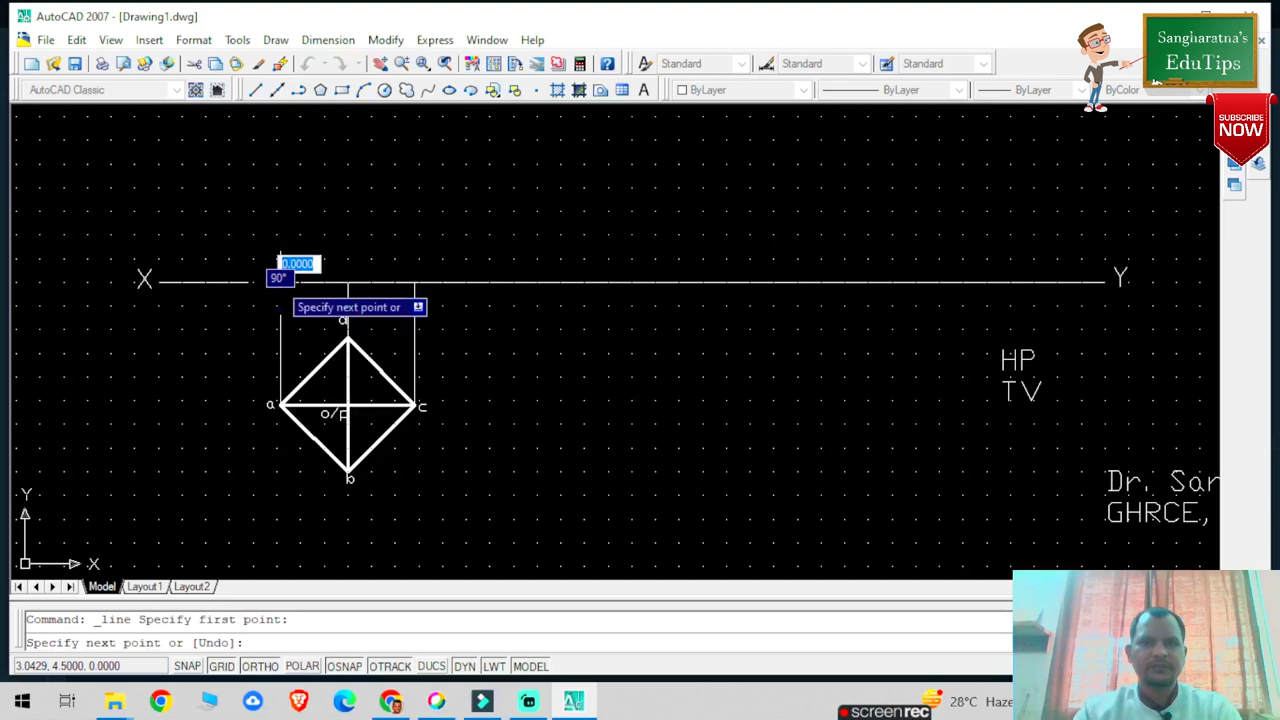 AutoCAD 2007 - [Drawing1.dwg]
File Edit View Insert Format Tools Draw Dimension Modify Express Window Help
Sangharatna's
EduTips
Standard Standard Standard
AutoCAD Classic ByLayer ByLayer ByLayer ByColor
SUBSCRIBE
NOW
0.0000
90°
X Y
Specify next point or
d
HP
TV
a o/p c
b
Dr. Sar
GHRCE,
Y
X
Model Layout1 Layout2
Command: _line Specify first point:
Specify next point or [Undo]:
3.0429, 4.5000, 0.0000 SNAP GRID ORTHO POLAR OSNAP OTRACK DUCS DYN LWT MODEL
28°C Haze
screenrec